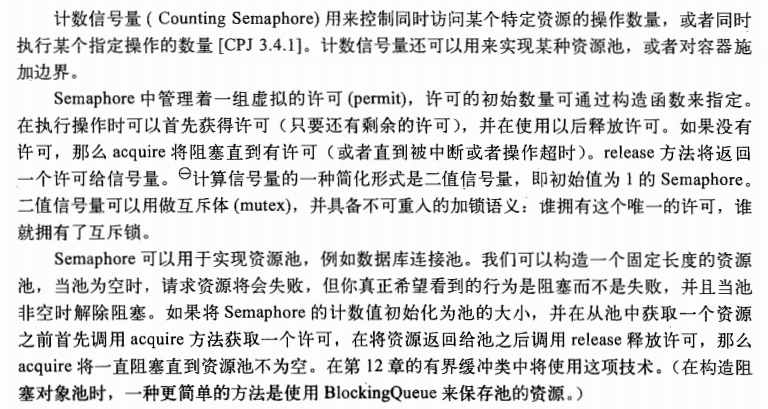 计数信号量 ( Counting Semaphore) 用来控制同时访问某个特定资源的操作数量，或者同时
执行某个指定操作的数量 [CPJ 3.4.1]。计数信号量还可以用来实现某种资源池，或者对容器施
加边界。
Semaphore 中管理着一组虚拟的许可 (permit)，许可的初始数量可通过构造函数来指定。
在执行操作时可以首先获得许可（只要还有剩余的许可），并在使用以后释放许可。如果没有
许可，那么 acquire 将阻塞直到有许可（或者直到被中断或者操作超时）。release 方法将返回
一个许可给信号量。㊀计算信号量的一种简化形式是二值信号量，即初始值为 1 的 Semaphore。
二值信号量可以用做互斥体 (mutex)，并具备不可重入的加锁语义：谁拥有这个唯一的许可，谁
就拥有了互斥锁。
Semaphore 可以用于实现资源池，例如数据库连接池。我们可以构造一个固定长度的资源
池，当池为空时，请求资源将会失败，但你真正希望看到的行为是阻塞而不是失败，并且当池
非空时解除阻塞。如果将 Semaphore 的计数值初始化为池的大小，并在从池中获取一个资源
之前首先调用 acquire 方法获取一个许可，在将资源返回给池之后调用 release 释放许可，那么
acquire 将一直阻塞直到资源池不为空。在第 12 章的有界缓冲类中将使用这项技术。（在构造阻
塞对象池时，一种更简单的方法是使用 BlockingQueue 来保存池的资源。）